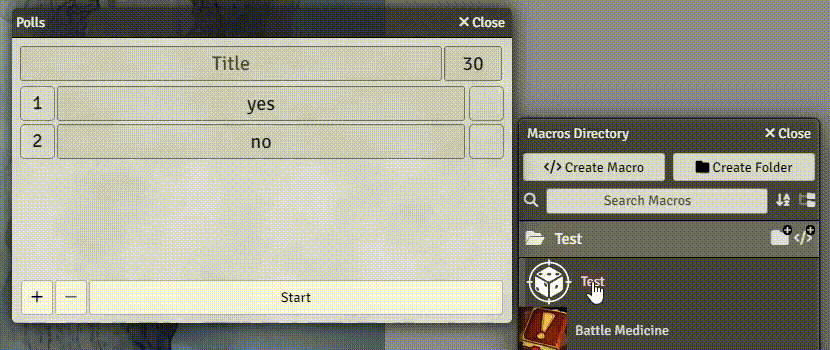 Polls
Close
Title
30
1
yes
2
no
+
−
Start
Macros Directory
Close
</> Create Macro
Create Folder
Search Macros
Test
Test
Battle Medicine